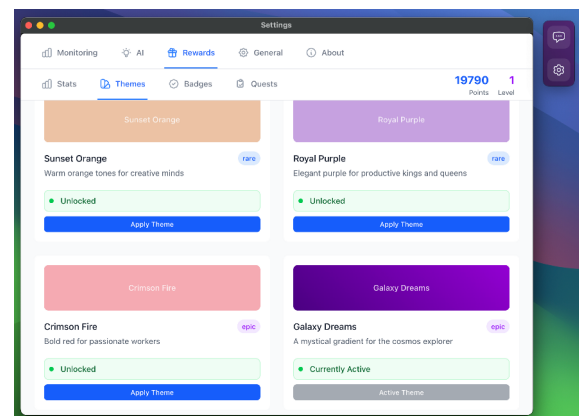 Settings
Monitoring AI Rewards General About
Stats Themes Badges Quests
19790 1
Points Level
Sunset Orange
Sunset Orange rare
Warm orange tones for creative minds
Unlocked
Apply Theme
Royal Purple
Royal Purple rare
Elegant purple for productive kings and queens
Unlocked
Apply Theme
Crimson Fire
Crimson Fire epic
Bold red for passionate workers
Unlocked
Apply Theme
Galaxy Dreams
Galaxy Dreams epic
A mystical gradient for the cosmos explorer
Currently Active
Active Theme